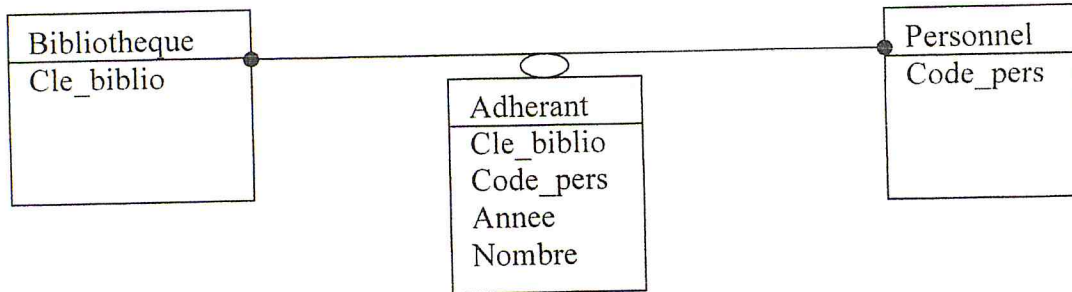 Bibliotheque
Cle_biblio
Adherant
Cle_biblio
Code_pers
Annee
Nombre
Personnel
Code_pers